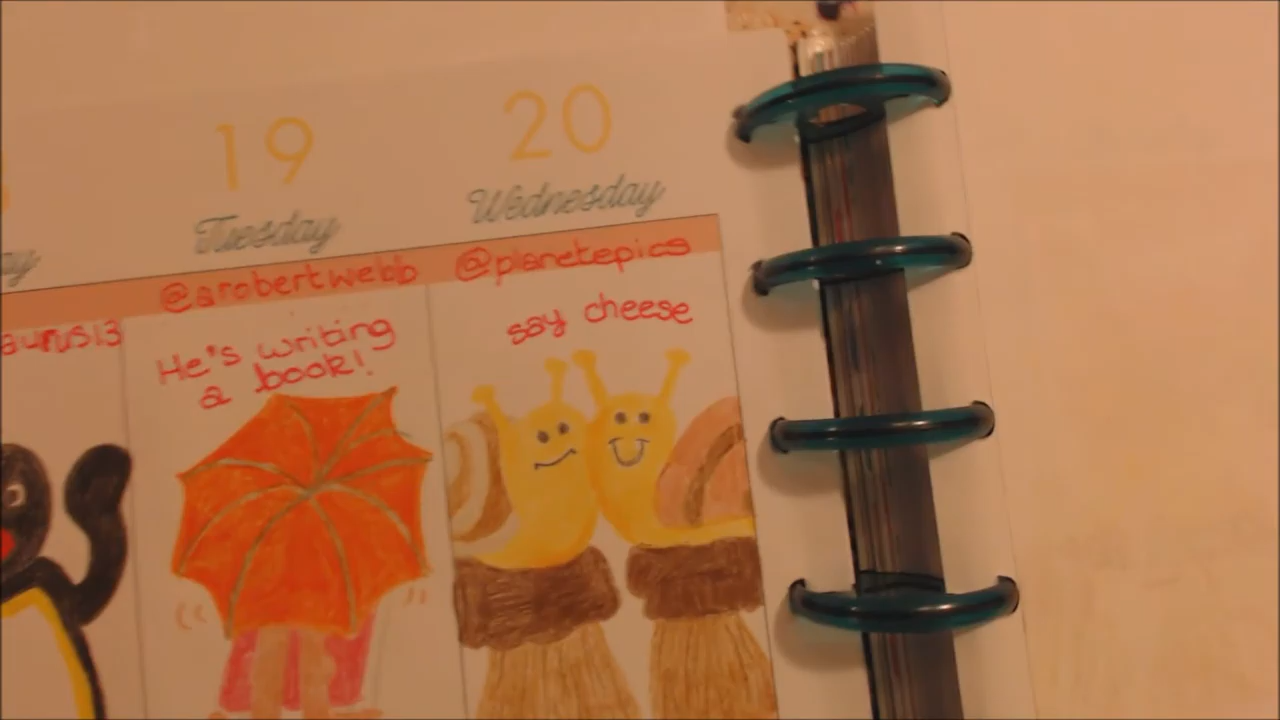 19
20
Tuesday
Wednesday
@arobertwebb
@planetepics
He's writing
a book!
say cheese